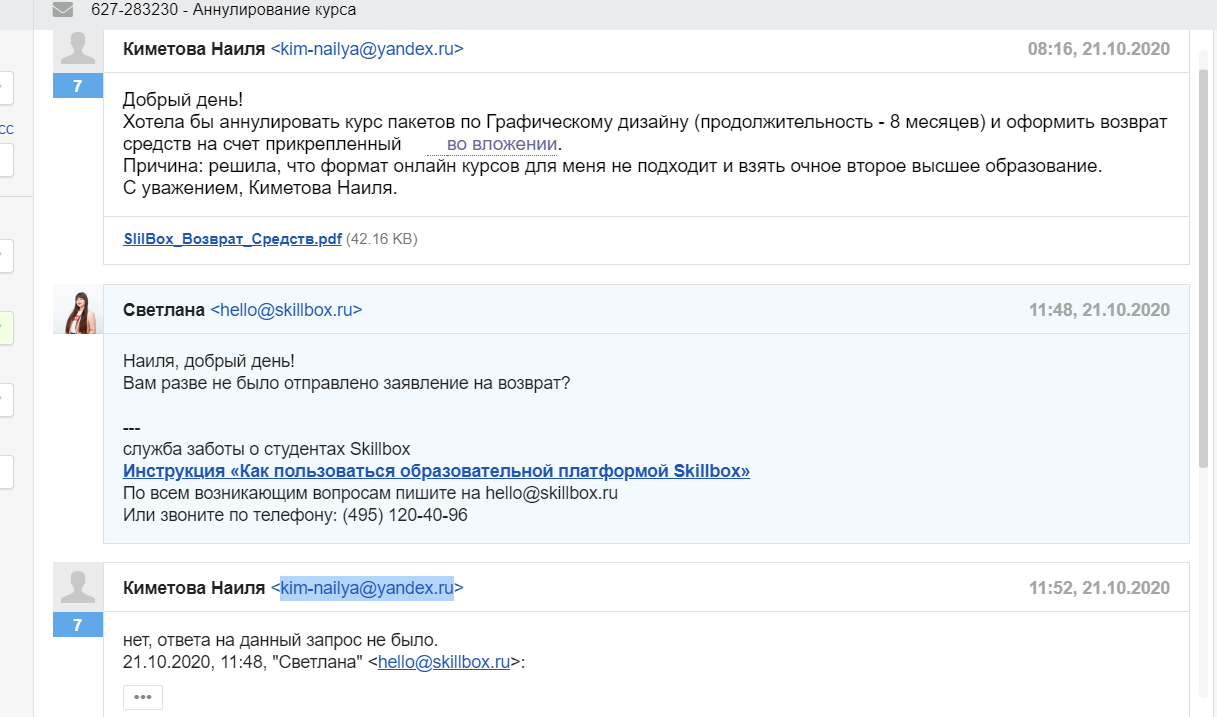 627-283230 - Аннулирование курса
Киметова Наиля <kim-nailya@yandex.ru> 08:16, 21.10.2020
7
Добрый день!
Хотела бы аннулировать курс пакетов по Графическому дизайну (продолжительность - 8 месяцев) и оформить возврат
средств на счет прикрепленный во вложении.
Причина: решила, что формат онлайн курсов для меня не подходит и взять очное второе высшее образование.
С уважением, Киметова Наиля.
SlilBox_Возврат_Средств.pdf (42.16 KB)
сс
Светлана <hello@skillbox.ru> 11:48, 21.10.2020
Наиля, добрый день!
Вам разве не было отправлено заявление на возврат?
---
служба заботы о студентах Skillbox
Инструкция «Как пользоваться образовательной платформой Skillbox»
По всем возникающим вопросам пишите на hello@skillbox.ru
Или звоните по телефону: (495) 120-40-96
Киметова Наиля <kim-nailya@yandex.ru> 11:52, 21.10.2020
7
нет, ответа на данный запрос не было.
21.10.2020, 11:48, "Светлана" <hello@skillbox.ru>:
•••